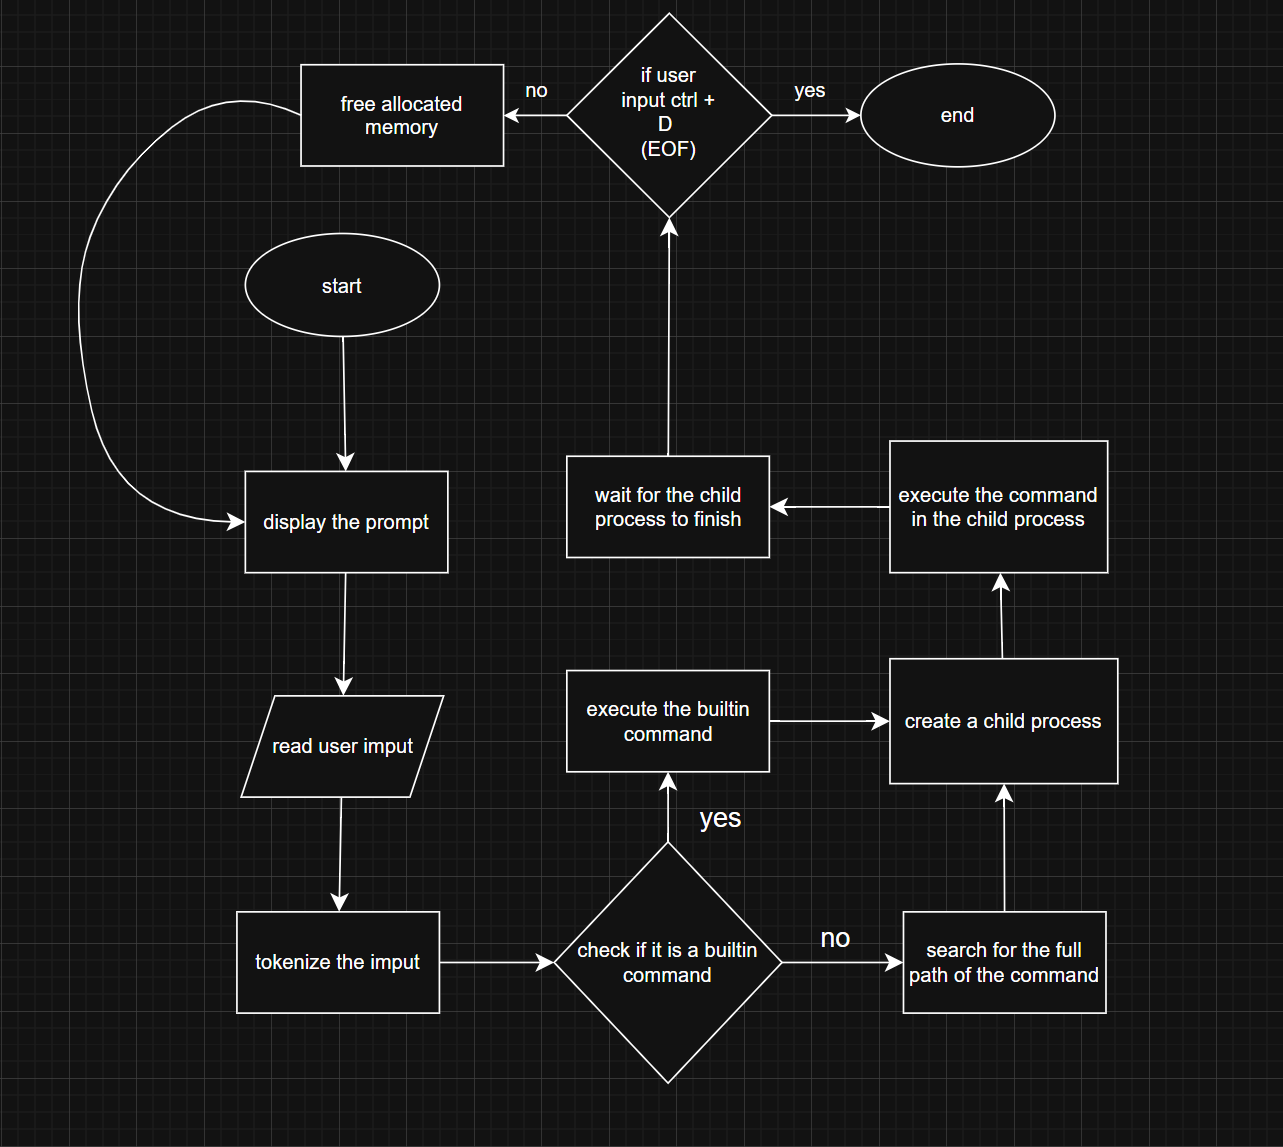 if user
input ctrl +
D
(EOF)
no
yes
free allocated
memory
end
start
display the prompt
wait for the child
process to finish
execute the command
in the child process
read user imput
execute the builtin
command
create a child process
yes
tokenize the imput
check if it is a builtin
command
no
search for the full
path of the command